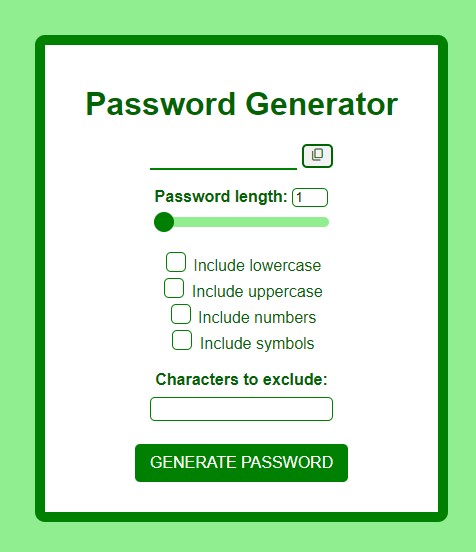 Password Generator
Password length: 1
Include lowercase
Include uppercase
Include numbers
Include symbols
Characters to exclude:
GENERATE PASSWORD